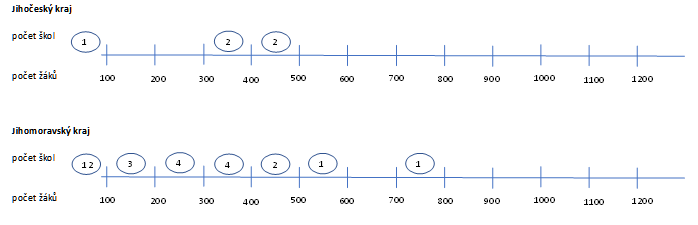 Jihočeský kraj
počet škol 1 2 2
počet žáků 100 200 300 400 500 600 700 800 900 1000 1100 1200
Jihomoravský kraj
počet škol 12 3 4 4 2 1 1
počet žáků 100 200 300 400 500 600 700 800 900 1000 1100 1200